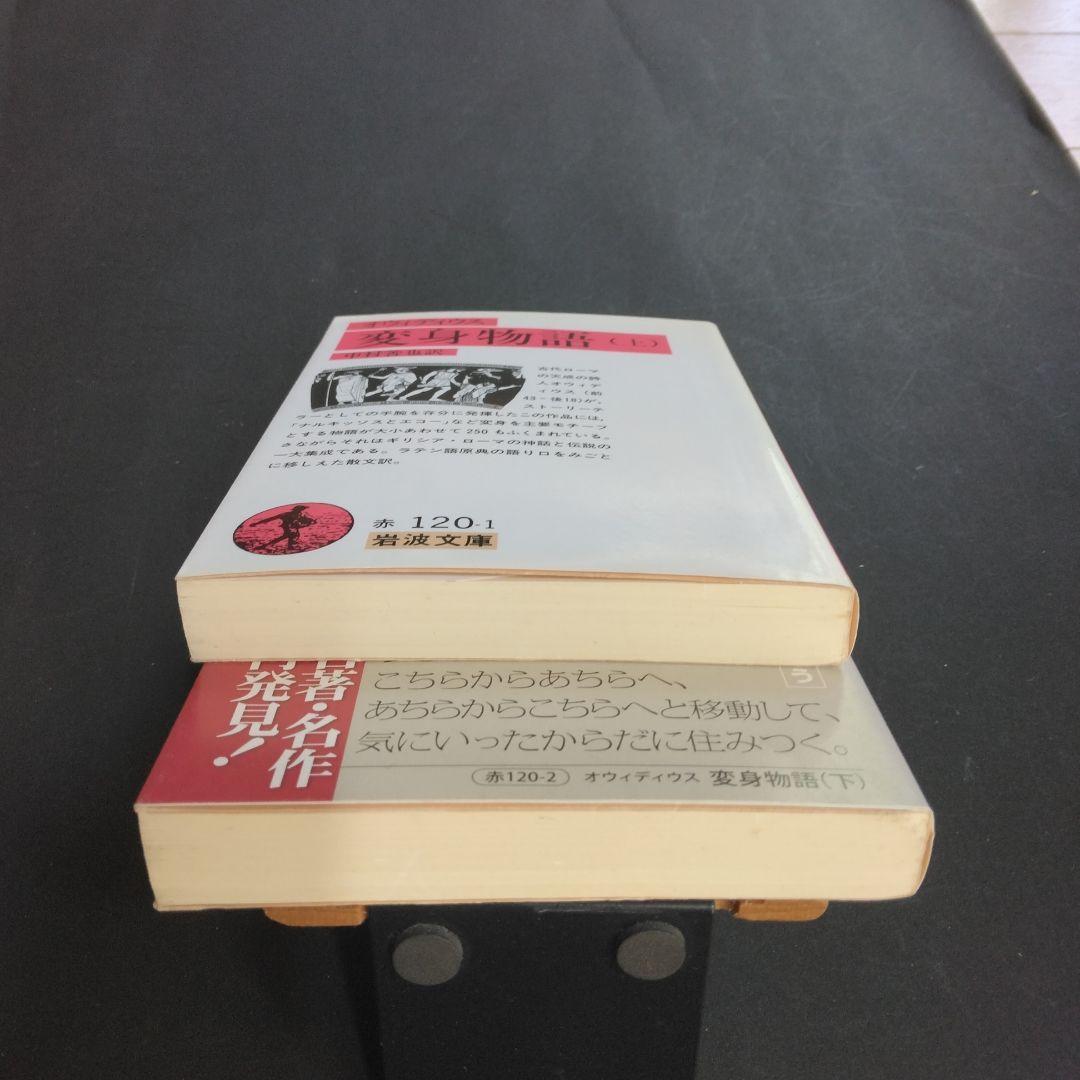 オウィディウス
変身物語(上)
中村善也訳
古代ローマ
の天成の詩
人オウィデ
ィウス(前
43-後18)が,
ストーリーテ
ラーとしての手腕を存分に発揮したこの作品には,
「ナルキッソスとエコー」など変身を主要モチーフ
とする物語が大小あわせて250もふくまれている。
さながらそれはギリシア・ローマの神話と伝説の
一大集成である。ラテン語原典の語り口をみごと
に移しえた散文訳。
赤 120-1
岩波文庫
名著・名作
再発見!
う
こちらからあちらへ、
あちらからこちらへと移動して、
気にいったからだに住みつく。
赤120-2 オウィディウス 変身物語(下)